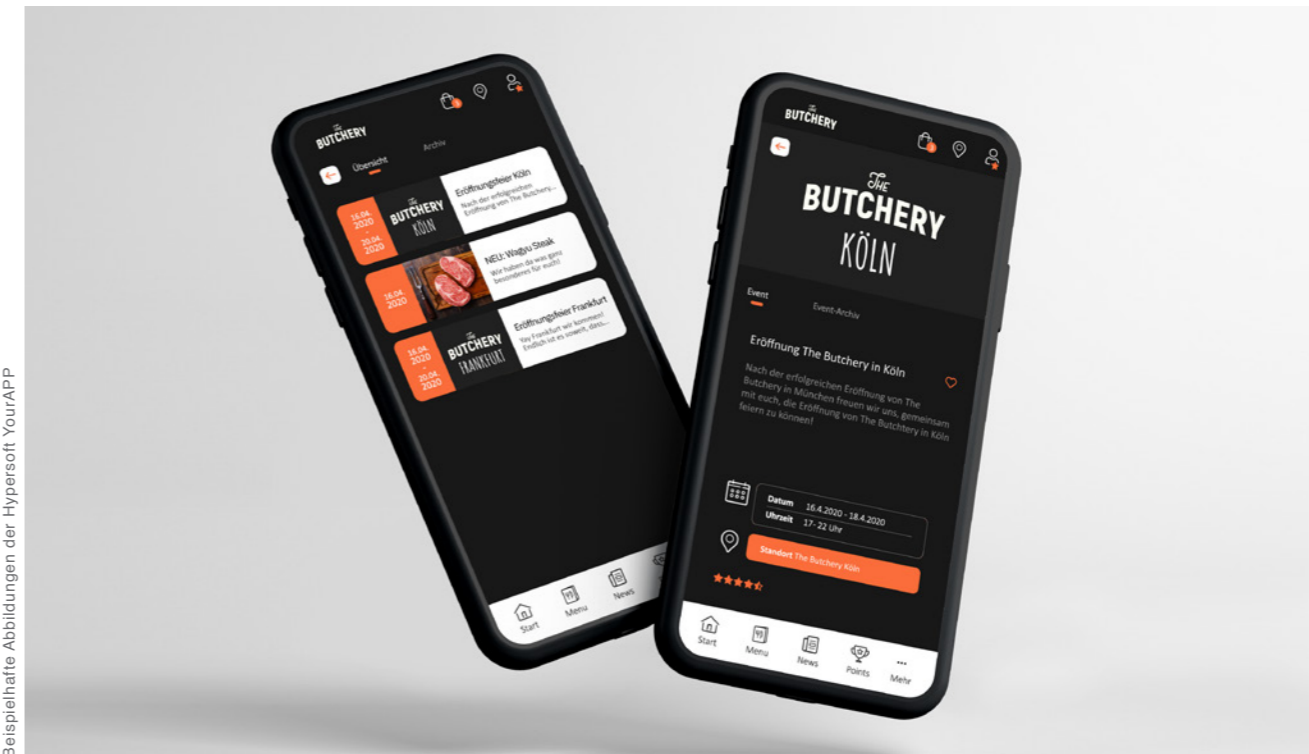 Beispielhafte Abbildungen der Hypersoft YourAPP
The
BUTCHERY
Übersicht
Archiv
16.04.
2020
-
20.04.
2020
The
BUTCHERY
KÖLN
Eröffnungsfeier Köln
Nach der erfolgreichen
Eröffnung von The Butchery...
16.04.
2020
NEU: Wagyu Steak
Wir haben da was ganz
besonderes für euch!
16.04.
2020
-
20.04.
2020
The
BUTCHERY
FRANKFURT
Eröffnungsfeier Frankfurt
Yay Frankfurt wir kommen!
Endlich ist es soweit, dass...
Start
Menu
News
The
BUTCHERY
The
BUTCHERY
KÖLN
Event
Event-Archiv
Eröffnung The Butchery in Köln
Nach der erfolgreichen Eröffnung von The
Butchery in München freuen wir uns, gemeinsam
mit euch, die Eröffnung von The Butchtery in Köln
feiern zu können!
Datum 16.4.2020 - 18.4.2020
Uhrzeit 17- 22 Uhr
Standort The Butchery Köln
Start
Menu
News
Points
Mehr